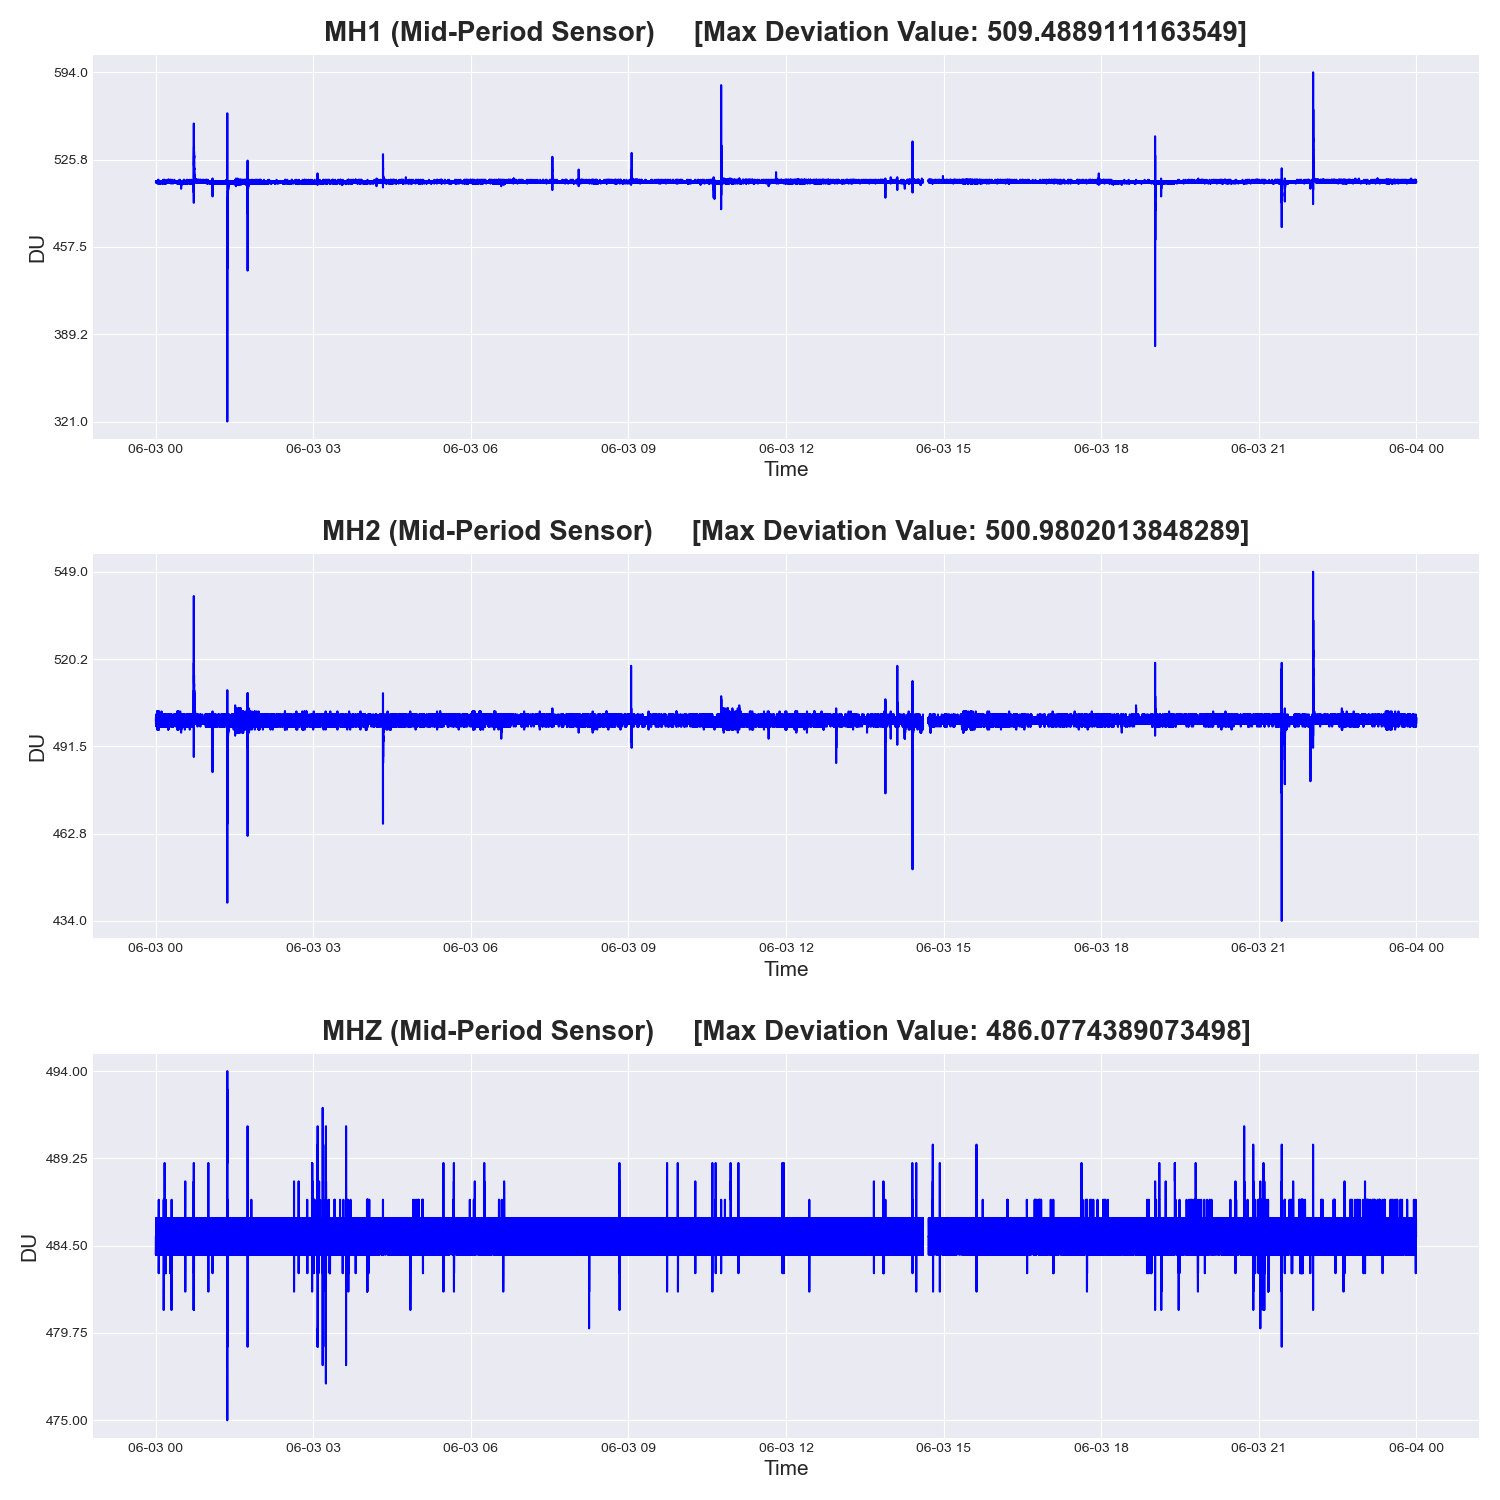 MH1 (Mid-Period Sensor) [Max Deviation Value: 509.4889111163549]
594.0
525.8
457.5
389.2
321.0
DU
06-03 00 06-03 03 06-03 06 06-03 09 06-03 12 06-03 15 06-03 18 06-03 21 06-04 00
Time
MH2 (Mid-Period Sensor) [Max Deviation Value: 500.9802013848289]
549.0
520.2
491.5
462.8
434.0
DU
06-03 00 06-03 03 06-03 06 06-03 09 06-03 12 06-03 15 06-03 18 06-03 21 06-04 00
Time
MHZ (Mid-Period Sensor) [Max Deviation Value: 486.0774389073498]
494.00
489.25
484.50
479.75
475.00
DU
06-03 00 06-03 03 06-03 06 06-03 09 06-03 12 06-03 15 06-03 18 06-03 21 06-04 00
Time